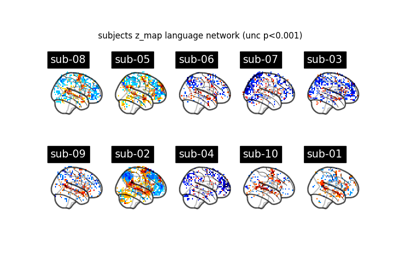 subjects z_map language network (unc p<0.001)
sub-08 sub-05 sub-06 sub-07 sub-03
sub-09 sub-02 sub-04 sub-10 sub-01